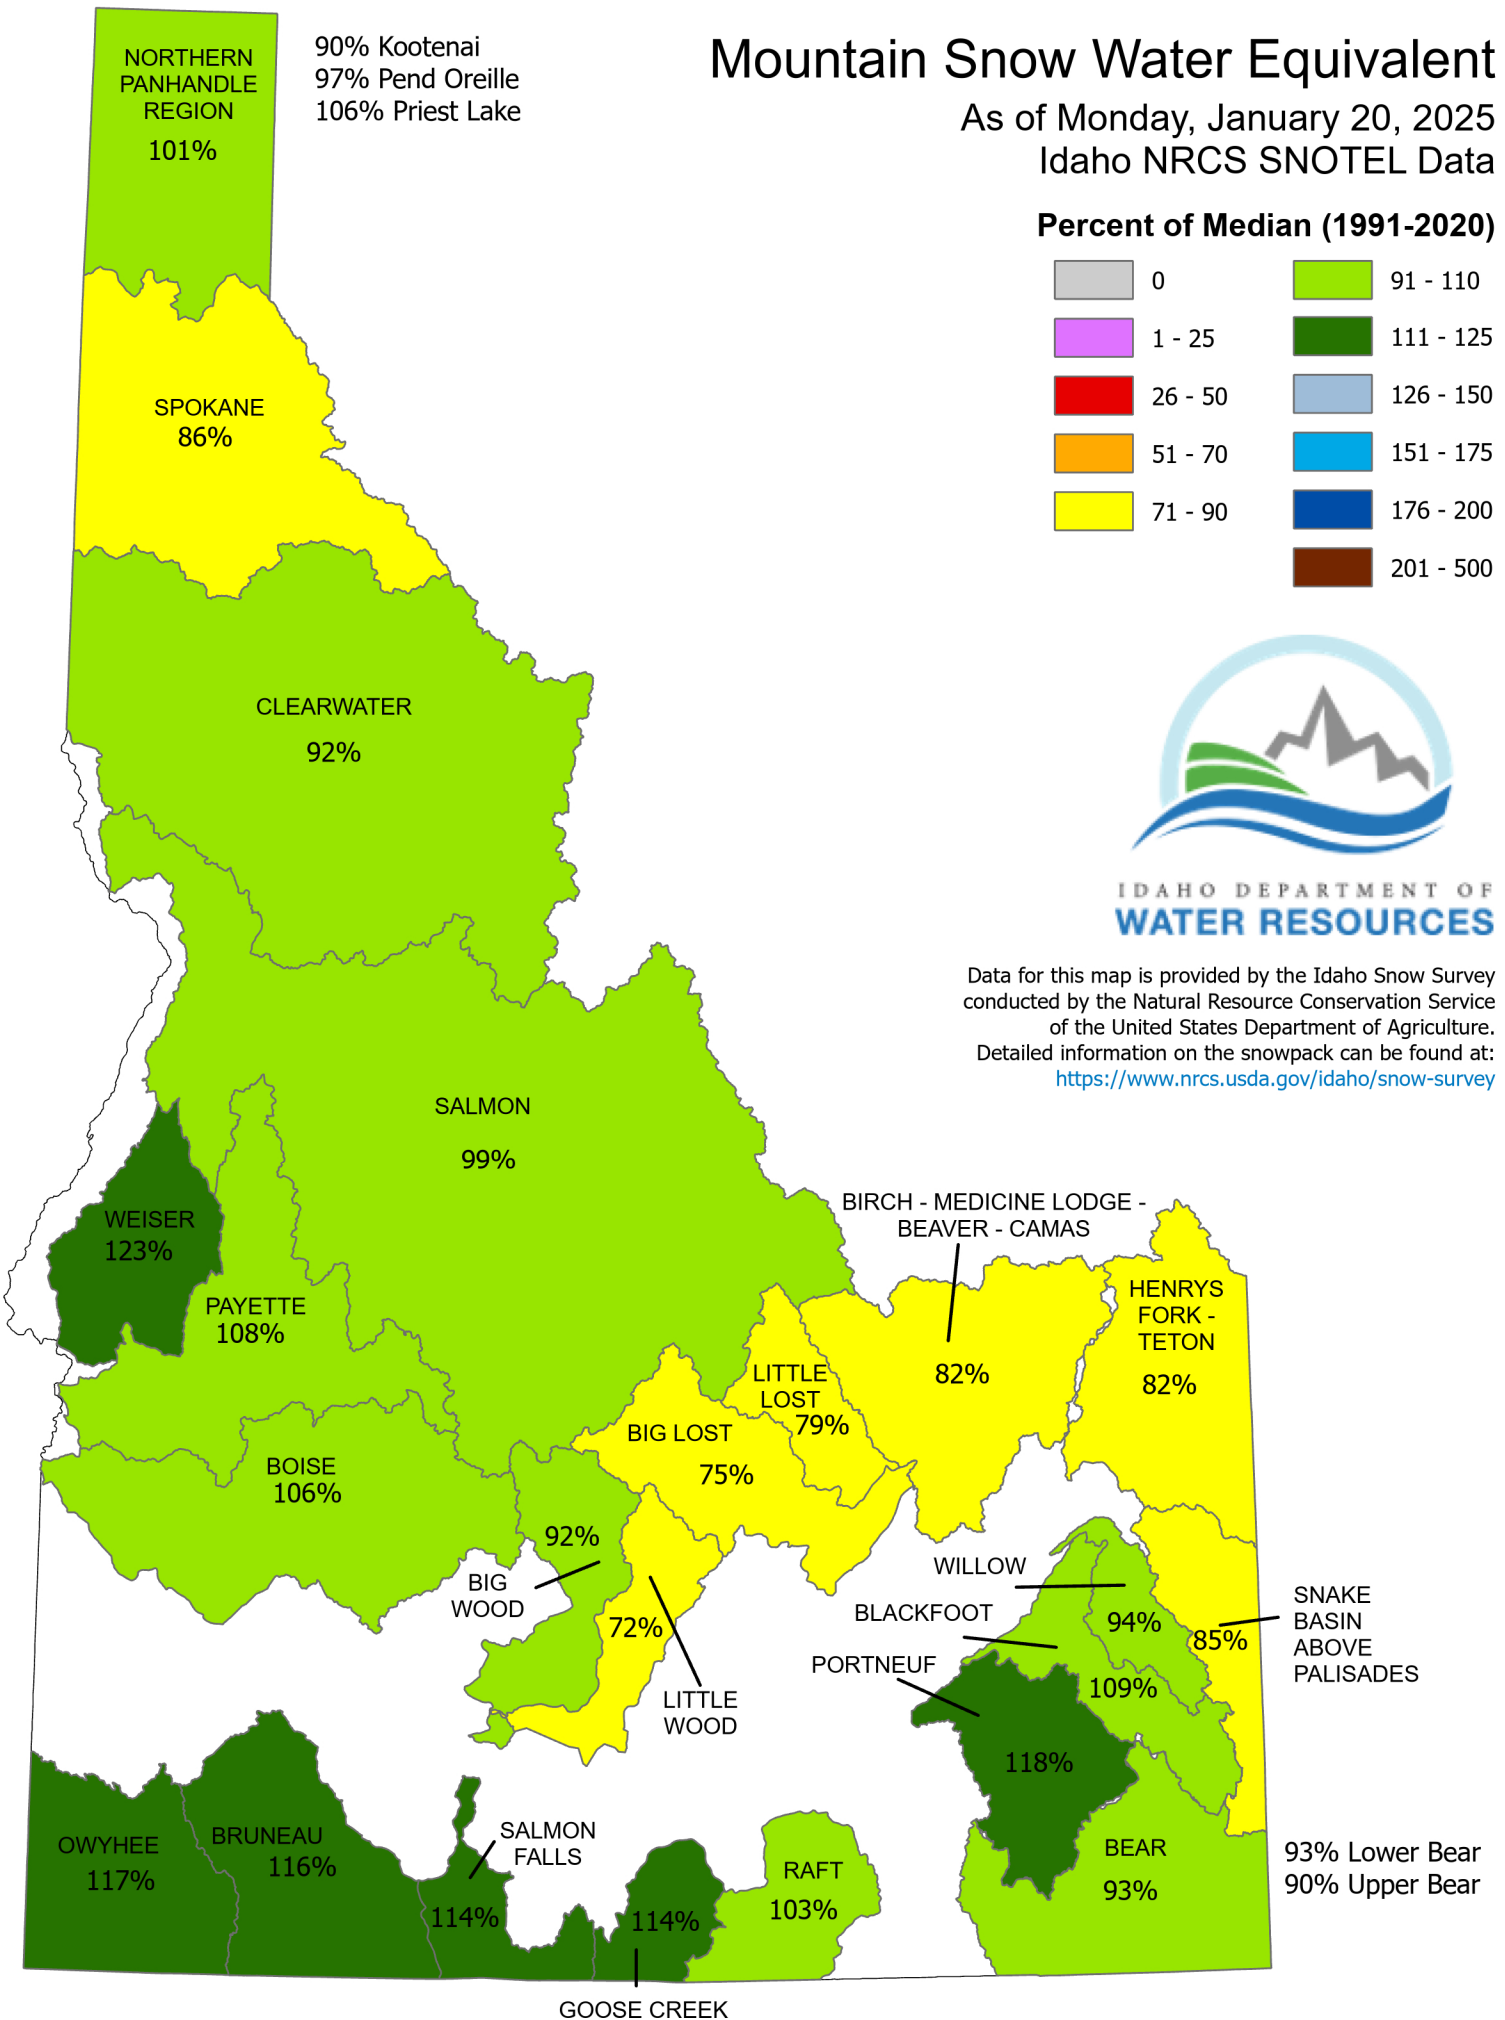 NORTHERN
PANHANDLE
REGION
101%
90% Kootenai
97% Pend Oreille
106% Priest Lake
Mountain Snow Water Equivalent
As of Monday, January 20, 2025
Idaho NRCS SNOTEL Data
Percent of Median (1991-2020)
0
1 - 25
26 - 50
51 - 70
71 - 90
91 - 110
111 - 125
126 - 150
151 - 175
176 - 200
201 - 500
IDAHO DEPARTMENT OF
WATER RESOURCES
Data for this map is provided by the Idaho Snow Survey
conducted by the Natural Resource Conservation Service
of the United States Department of Agriculture.
Detailed information on the snowpack can be found at:
https://www.nrcs.usda.gov/idaho/snow-survey
SPOKANE
86%
CLEARWATER
92%
SALMON
99%
WEISER
123%
PAYETTE
108%
BOISE
106%
BIRCH - MEDICINE LODGE -
BEAVER - CAMAS
82%
HENRYS
FORK -
TETON
82%
LITTLE
LOST
79%
BIG LOST
75%
92%
BIG
WOOD
72%
LITTLE
WOOD
WILLOW
94%
BLACKFOOT
109%
PORTNEUF
118%
SNAKE
BASIN
ABOVE
PALISADES
85%
OWYHEE
117%
BRUNEAU
116%
SALMON
FALLS
114%
114%
GOOSE CREEK
RAFT
103%
BEAR
93%
93% Lower Bear
90% Upper Bear